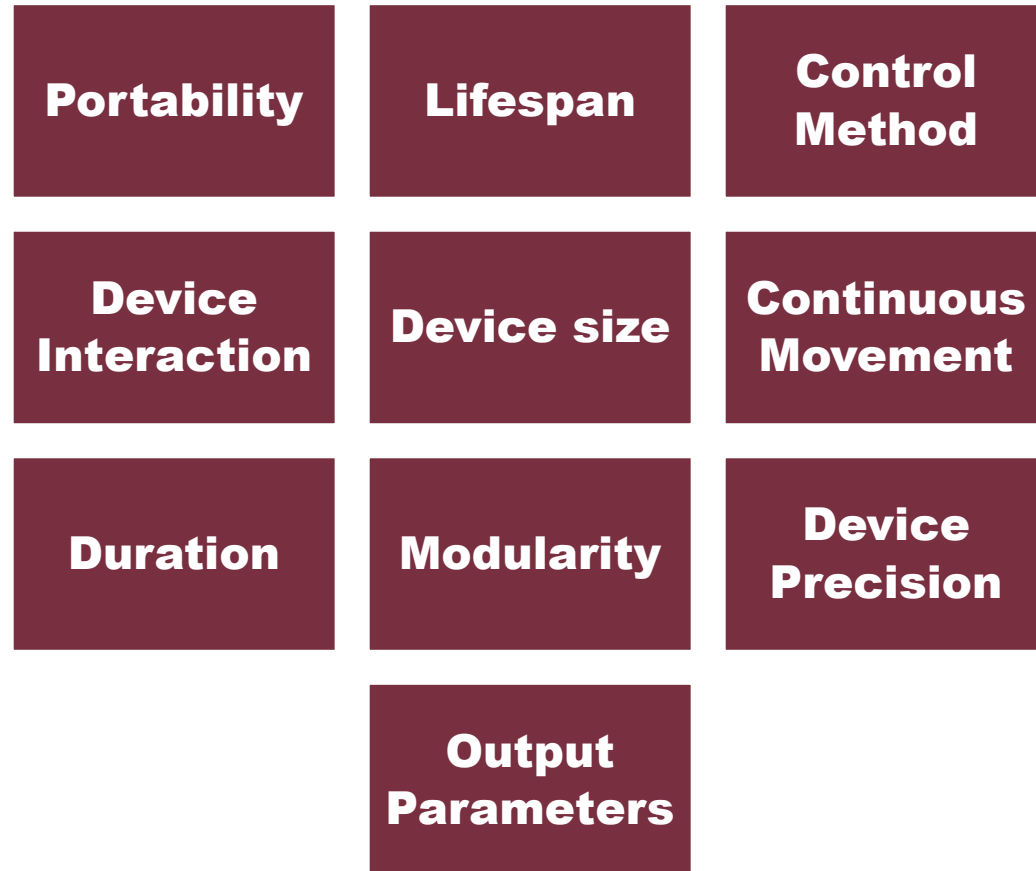 Portability
Lifespan
Control
Method
Device
Interaction
Device size
Continuous
Movement
Duration
Modularity
Device
Precision
Output
Parameters